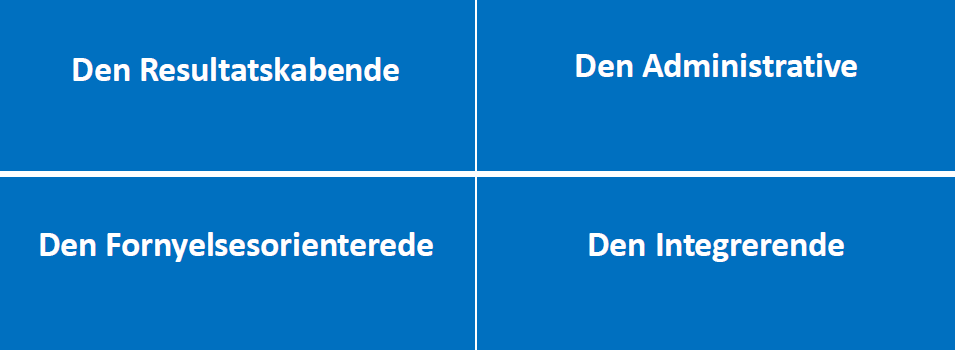 Den Resultatskabende
Den Administrative
Den Fornyelsesorienterede
Den Integrerende